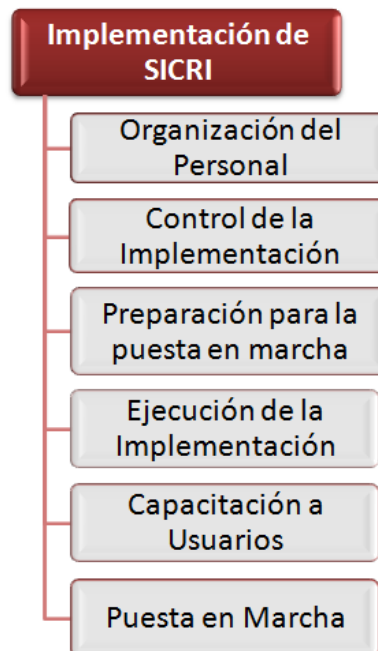 Implementación de
SICRI
Organización del
Personal
Control de la
Implementación
Preparación para la
puesta en marcha
Ejecución de la
Implementación
Capacitación a
Usuarios
Puesta en Marcha